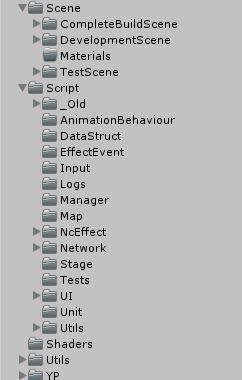 Scene
CompleteBuildScene
DevelopmentScene
Materials
TestScene
Script
_Old
AnimationBehaviour
DataStruct
EffectEvent
Input
Logs
Manager
Map
NcEffect
Network
Stage
Tests
UI
Unit
Utils
Shaders
Utils
YP